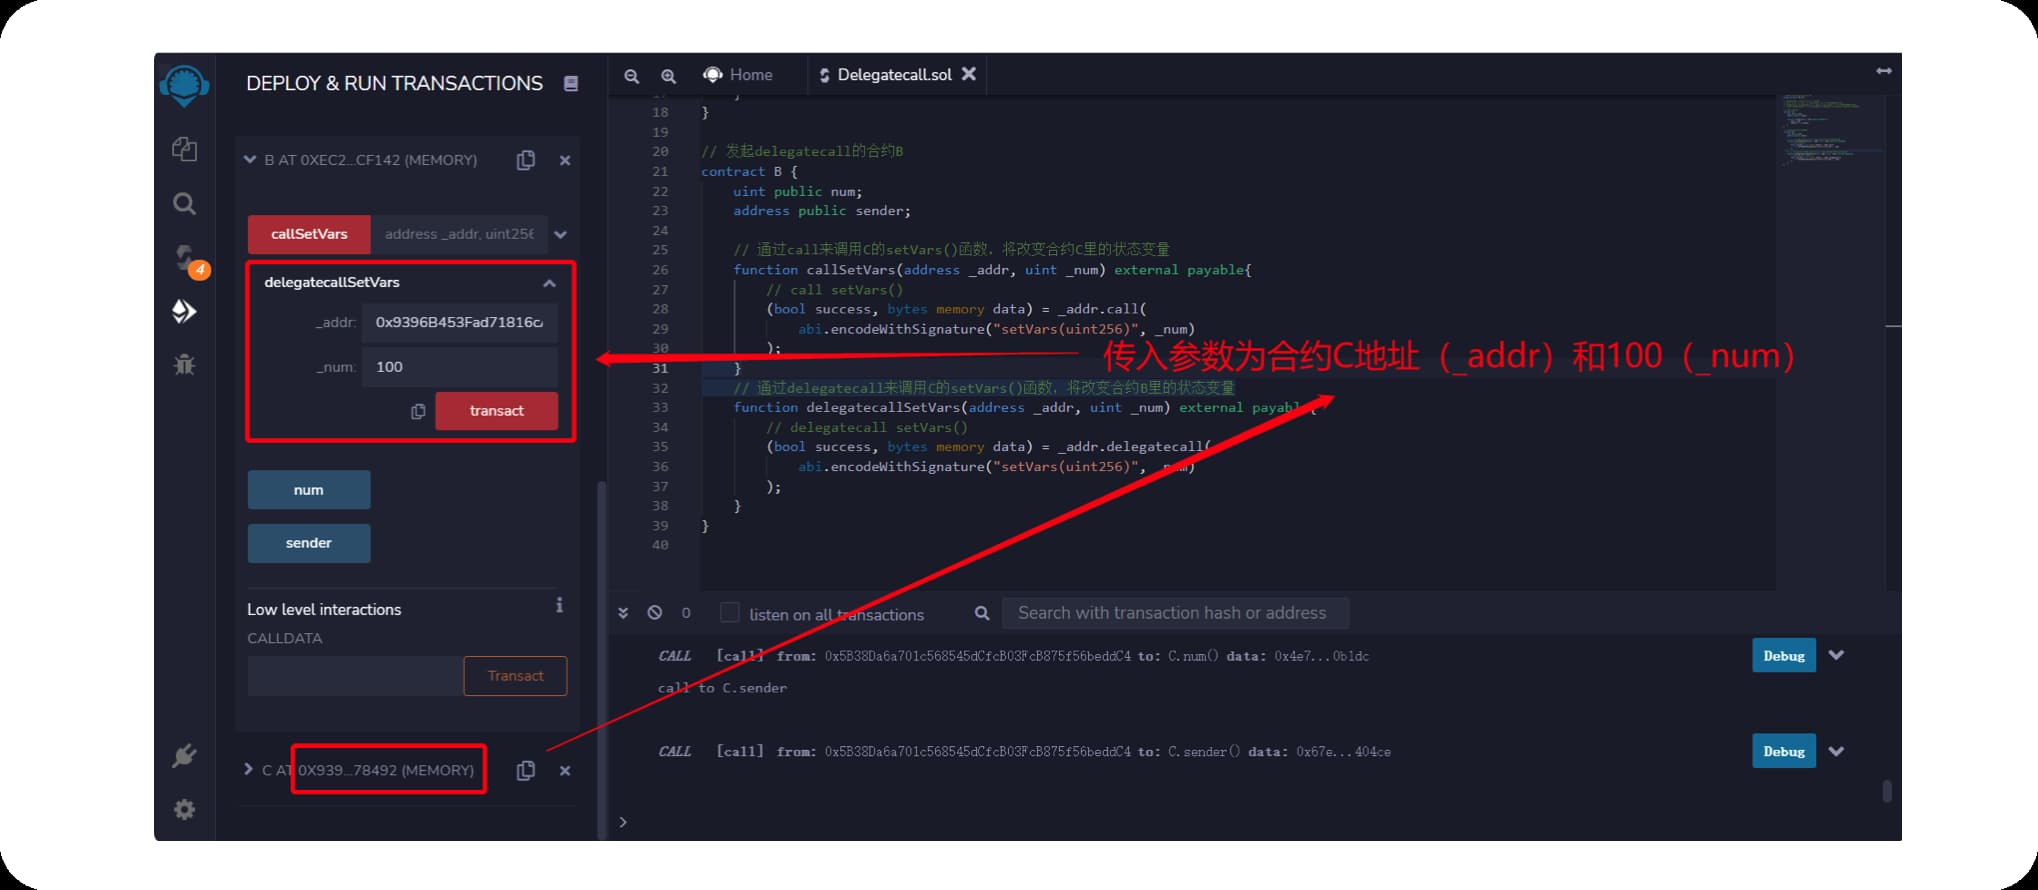 DEPLOY & RUN TRANSACTIONS
B AT 0XEC2...CF142 (MEMORY)
callSetVars
address _addr, uint256
delegatecallSetVars
_addr:
0x9396B453Fad71816c
_num:
100
transact
num
sender
Low level interactions
i
CALLDATA
Transact
C AT 0X939...78492 (MEMORY)
4
Home
Delegatecall.sol
18 }
19
20 // 发起delegatecall的合约B
21 contract B {
22 uint public num;
23 address public sender;
24
25 // 通过call来调用C的setVars()函数，将改变合约C里的状态变量
26 function callSetVars(address _addr, uint _num) external payable{
27 // call setVars()
28 (bool success, bytes memory data) = _addr.call(
29 abi.encodeWithSignature("setVars(uint256)", _num)
30 );
31 }
32 // 通过delegatecall来调用C的setVars()函数，将改变合约B里的状态变量
33 function delegatecallSetVars(address _addr, uint _num) external payabl {
34 // delegatecall setVars()
35 (bool success, bytes memory data) = _addr.delegatecall(
36 abi.encodeWithSignature("setVars(uint256)", _num)
37 );
38 }
39 }
40
传入参数为合约C地址（_addr）和100（_num）
0
listen on all transactions
Search with transaction hash or address
CALL [call] from: 0x5B38Da6a701c568545dCfcB03FcB875f56beddC4 to: C.num() data: 0x4e7...0b1dc
Debug
call to C.sender
CALL [call] from: 0x5B38Da6a701c568545dCfcB03FcB875f56beddC4 to: C.sender() data: 0x67e...404ce
Debug
>